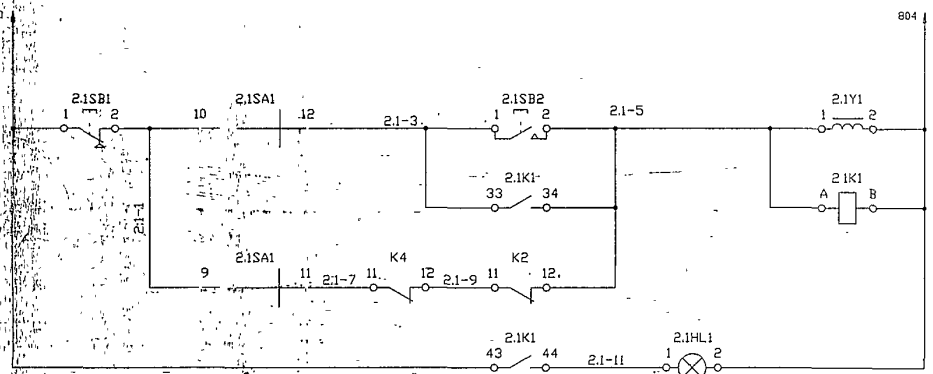 804
2.1SB1
1 2
10 2.1SA1 12
2.1-3
2.1SB2
1 2
2.1-5
2.1Y1
1 2
2.1K1
33 34
2.1K1
A B
2.1-1
9 2.1SA1 11
2.1-7
K4
11 12
2.1-9
K2
11 12
2.1K1
43 44
2.1-11
2.1HL1
1 2